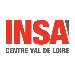 INSA
CENTRE VAL DE LOIRE